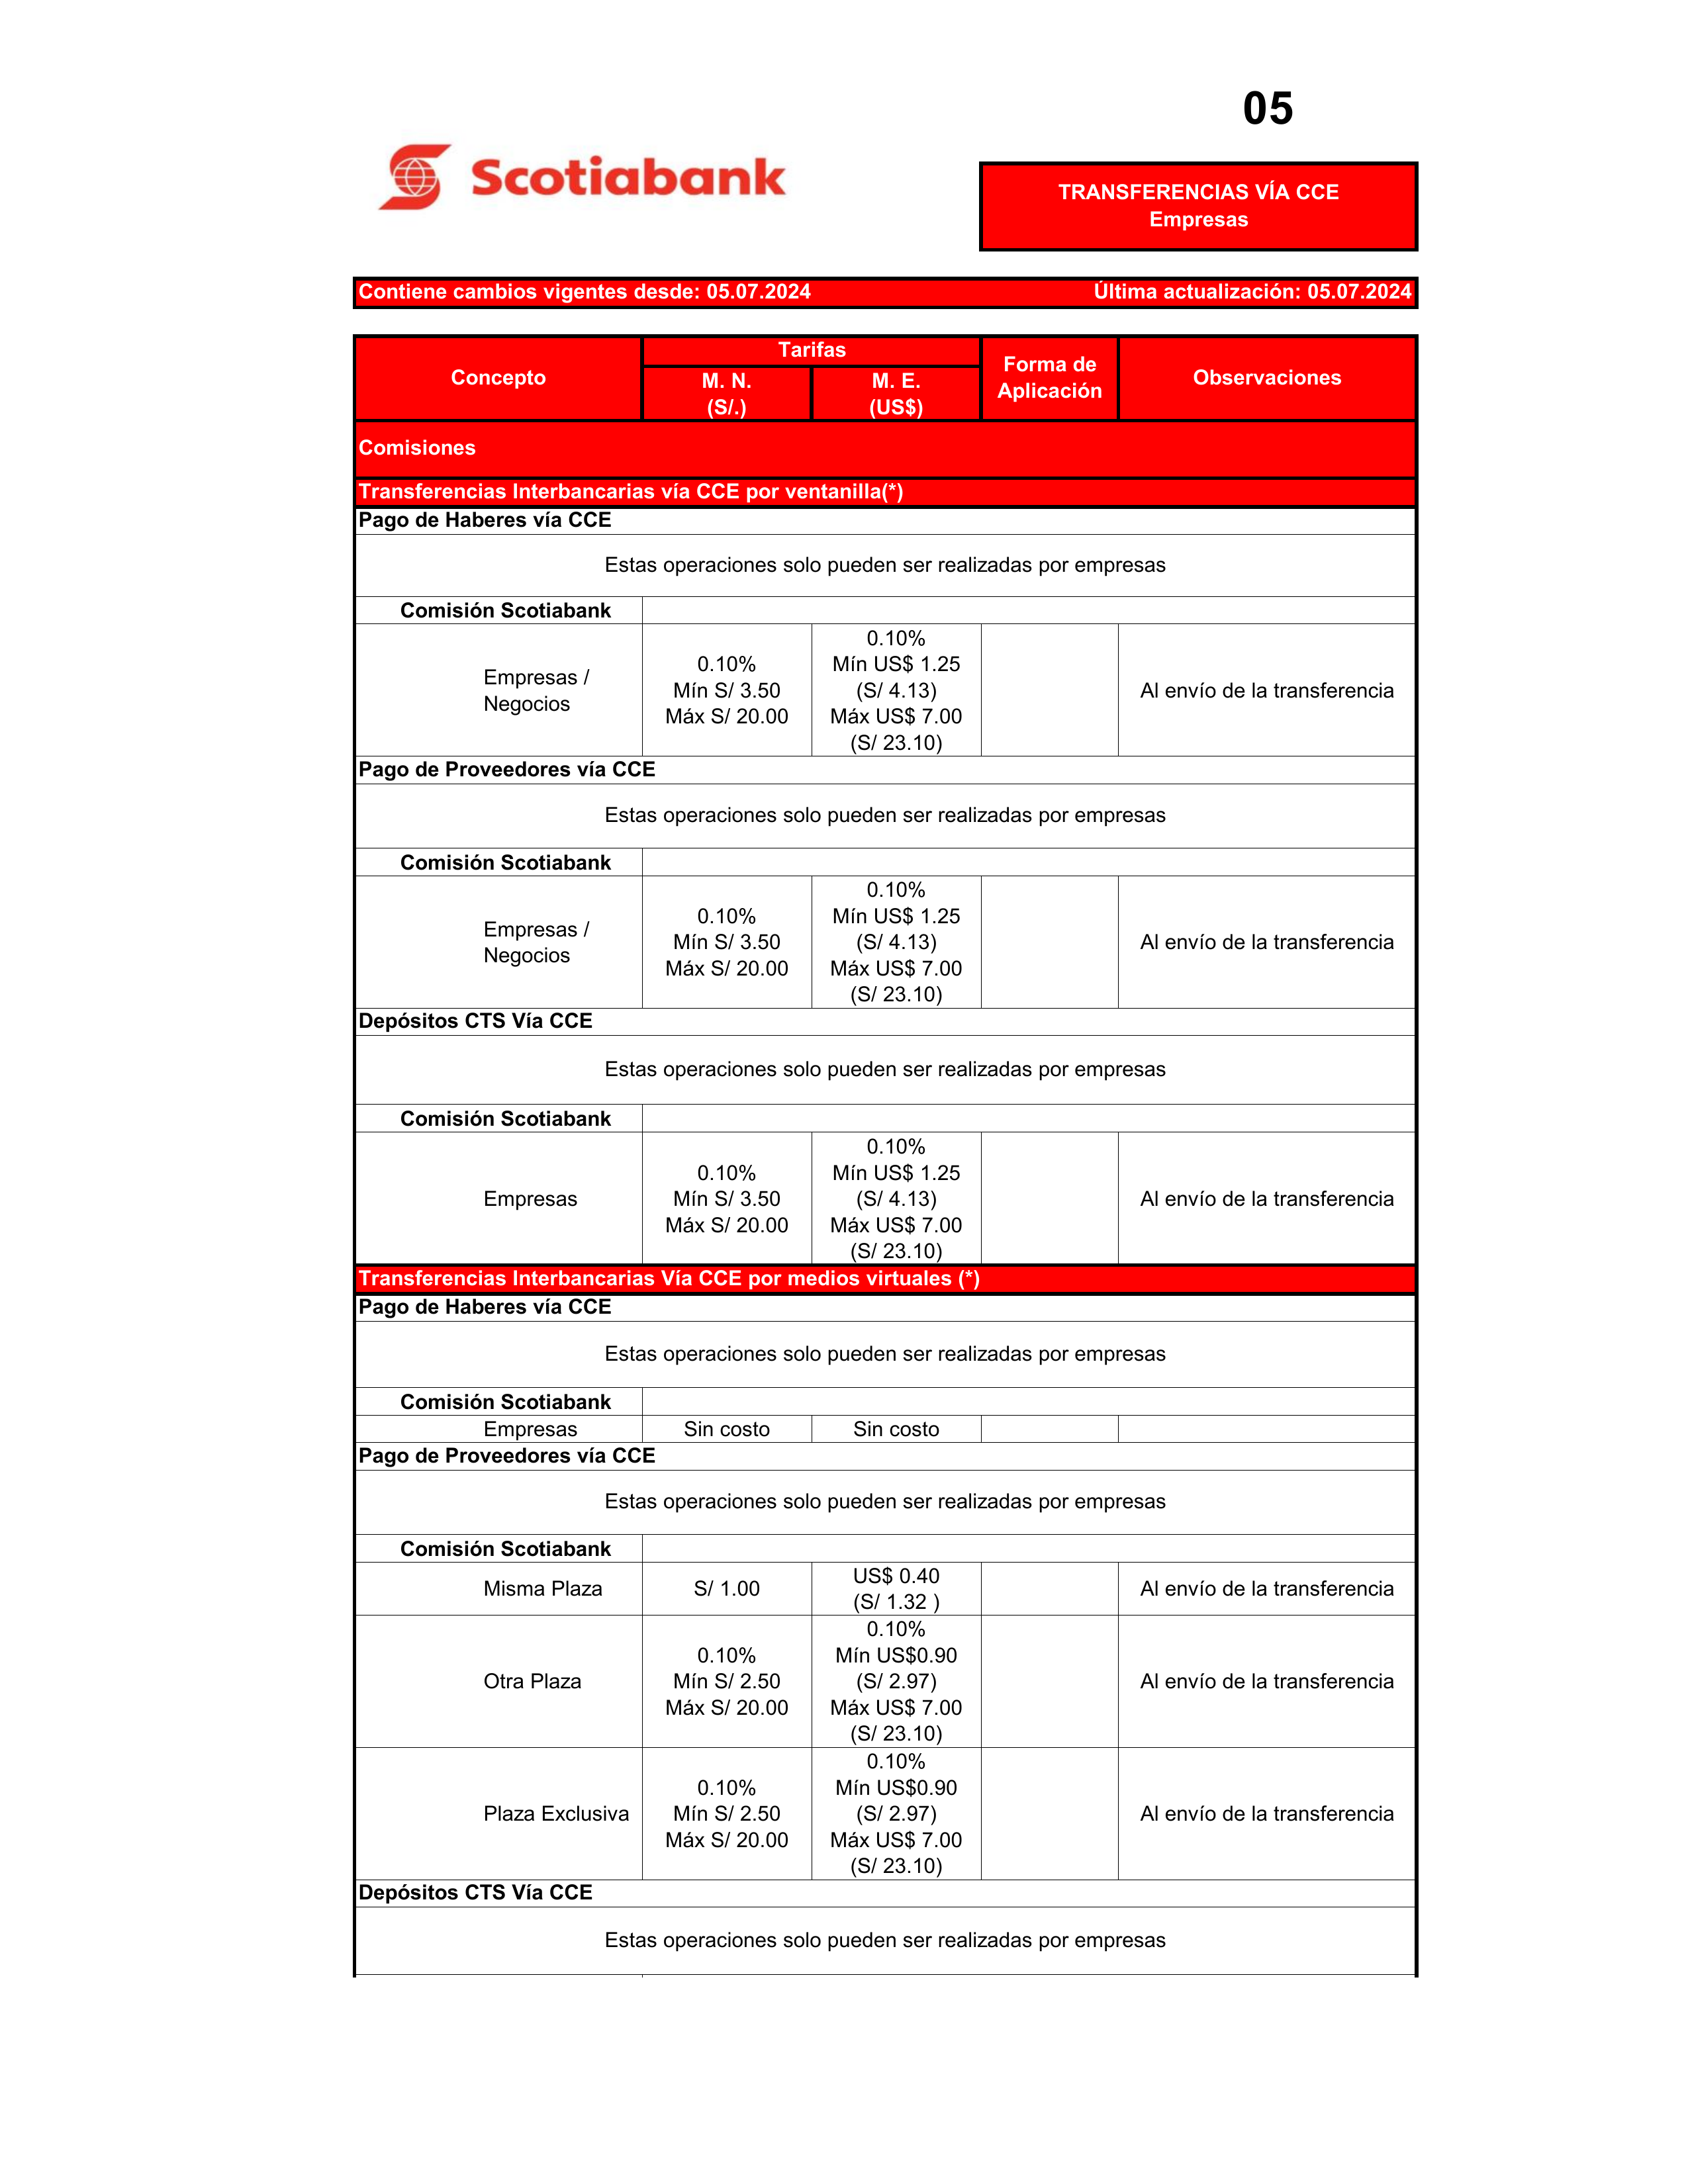 05
Scotiabank
TRANSFERENCIAS VÍA CCE
Empresas
Contiene cambios vigentes desde: 05.07.2024 Última actualización: 05.07.2024
Concepto
Tarifas
M. N.
(S/.)
M. E.
(US$)
Forma de
Aplicación
Observaciones
Comisiones
Transferencias Interbancarias vía CCE por ventanilla(*)
Pago de Haberes vía CCE
Estas operaciones solo pueden ser realizadas por empresas
Comisión Scotiabank
Empresas /
Negocios
0.10%
Mín S/ 3.50
Máx S/ 20.00
0.10%
Mín US$ 1.25
(S/ 4.13)
Máx US$ 7.00
(S/ 23.10)
Al envío de la transferencia
Pago de Proveedores vía CCE
Estas operaciones solo pueden ser realizadas por empresas
Comisión Scotiabank
Empresas /
Negocios
0.10%
Mín S/ 3.50
Máx S/ 20.00
0.10%
Mín US$ 1.25
(S/ 4.13)
Máx US$ 7.00
(S/ 23.10)
Al envío de la transferencia
Depósitos CTS Vía CCE
Estas operaciones solo pueden ser realizadas por empresas
Comisión Scotiabank
Empresas
0.10%
Mín S/ 3.50
Máx S/ 20.00
0.10%
Mín US$ 1.25
(S/ 4.13)
Máx US$ 7.00
(S/ 23.10)
Al envío de la transferencia
Transferencias Interbancarias Vía CCE por medios virtuales (*)
Pago de Haberes vía CCE
Estas operaciones solo pueden ser realizadas por empresas
Comisión Scotiabank
Empresas Sin costo Sin costo
Pago de Proveedores vía CCE
Estas operaciones solo pueden ser realizadas por empresas
Comisión Scotiabank
Misma Plaza
S/ 1.00
US$ 0.40
(S/ 1.32 )
Al envío de la transferencia
Otra Plaza
0.10%
Mín S/ 2.50
Máx S/ 20.00
0.10%
Mín US$0.90
(S/ 2.97)
Máx US$ 7.00
(S/ 23.10)
Al envío de la transferencia
Plaza Exclusiva
0.10%
Mín S/ 2.50
Máx S/ 20.00
0.10%
Mín US$0.90
(S/ 2.97)
Máx US$ 7.00
(S/ 23.10)
Al envío de la transferencia
Depósitos CTS Vía CCE
Estas operaciones solo pueden ser realizadas por empresas